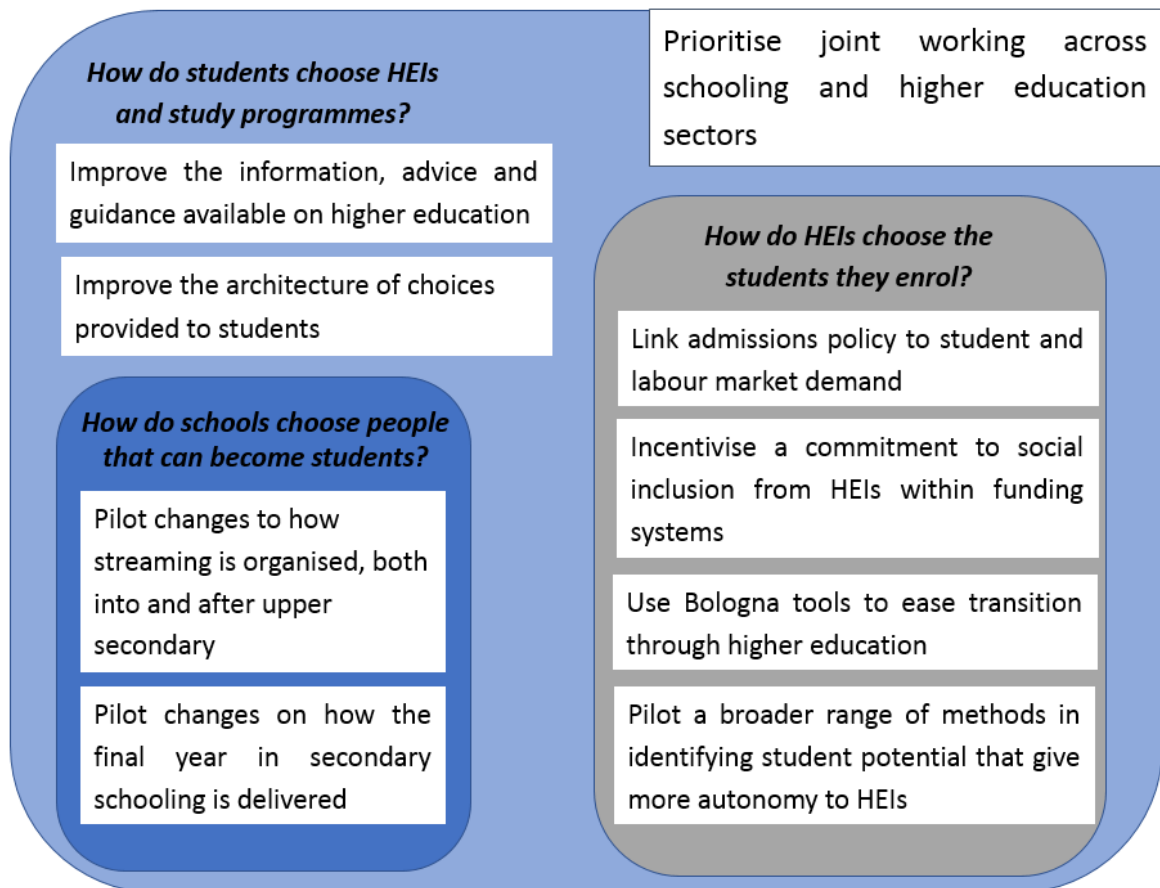 How do students choose HEIs
and study programmes?
Improve the information, advice and
guidance available on higher education
Improve the architecture of choices
provided to students
How do schools choose people
that can become students?
Pilot changes to how
streaming is organised, both
into and after upper
secondary
Pilot changes on how the
final year in secondary
schooling is delivered
Prioritise joint working across
schooling and higher education
sectors
How do HEIs choose the
students they enrol?
Link admissions policy to student and
labour market demand
Incentivise a commitment to social
inclusion from HEIs within funding
systems
Use Bologna tools to ease transition
through higher education
Pilot a broader range of methods in
identifying student potential that give
more autonomy to HEIs